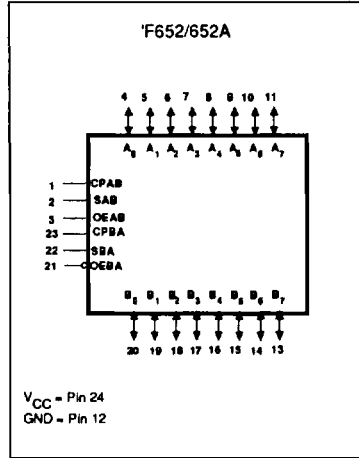 'F652/652A
4 5 6 7 8 9 10 11
A0 A1 A2 A3 A4 A5 A6 A7
1 CPAB
2 SAB
3 OEAB
23 CPBA
22 SBA
21 OEBA
B0 B1 B2 B3 B4 B5 B6 B7
20 19 18 17 16 15 14 13
VCC = Pin 24
GND = Pin 12